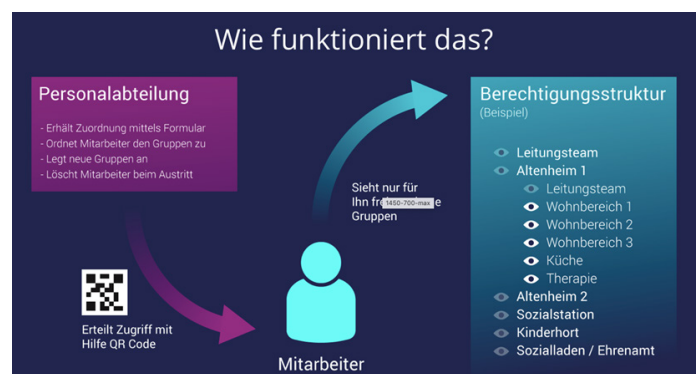 Wie funktioniert das?
Personalabteilung
- Erhält Zuordnung mittels Formular
- Ordnet Mitarbeiter den Gruppen zu
- Legt neue Gruppen an
- Löscht Mitarbeiter beim Austritt
Erteilt Zugriff mit
Hilfe QR Code
Sieht nur für
Ihn
1450-700-max
Gruppen
Mitarbeiter
Berechtigungsstruktur
(Beispiel)
Leitungsteam
Altenheim 1
Leitungsteam
Wohnbereich 1
Wohnbereich 2
Wohnbereich 3
Küche
Therapie
Altenheim 2
Sozialstation
Kinderhort
Sozialladen / Ehrenamt